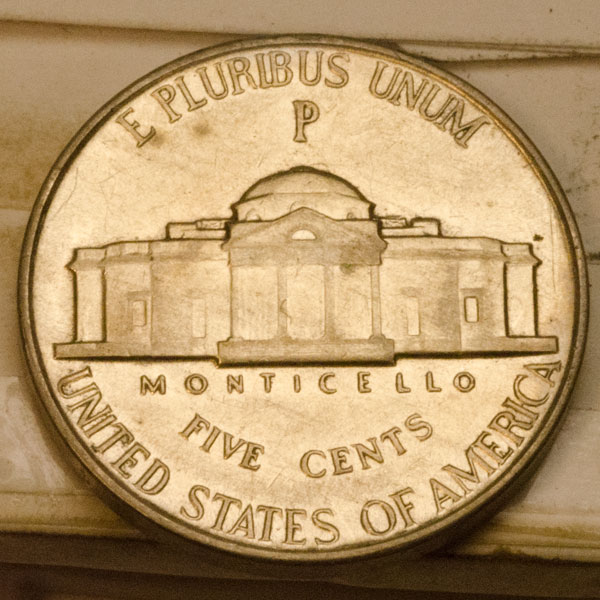 E PLURIBUS UNUM
P
MONTICELLO
FIVE CENTS
UNITED STATES OF AMERICA